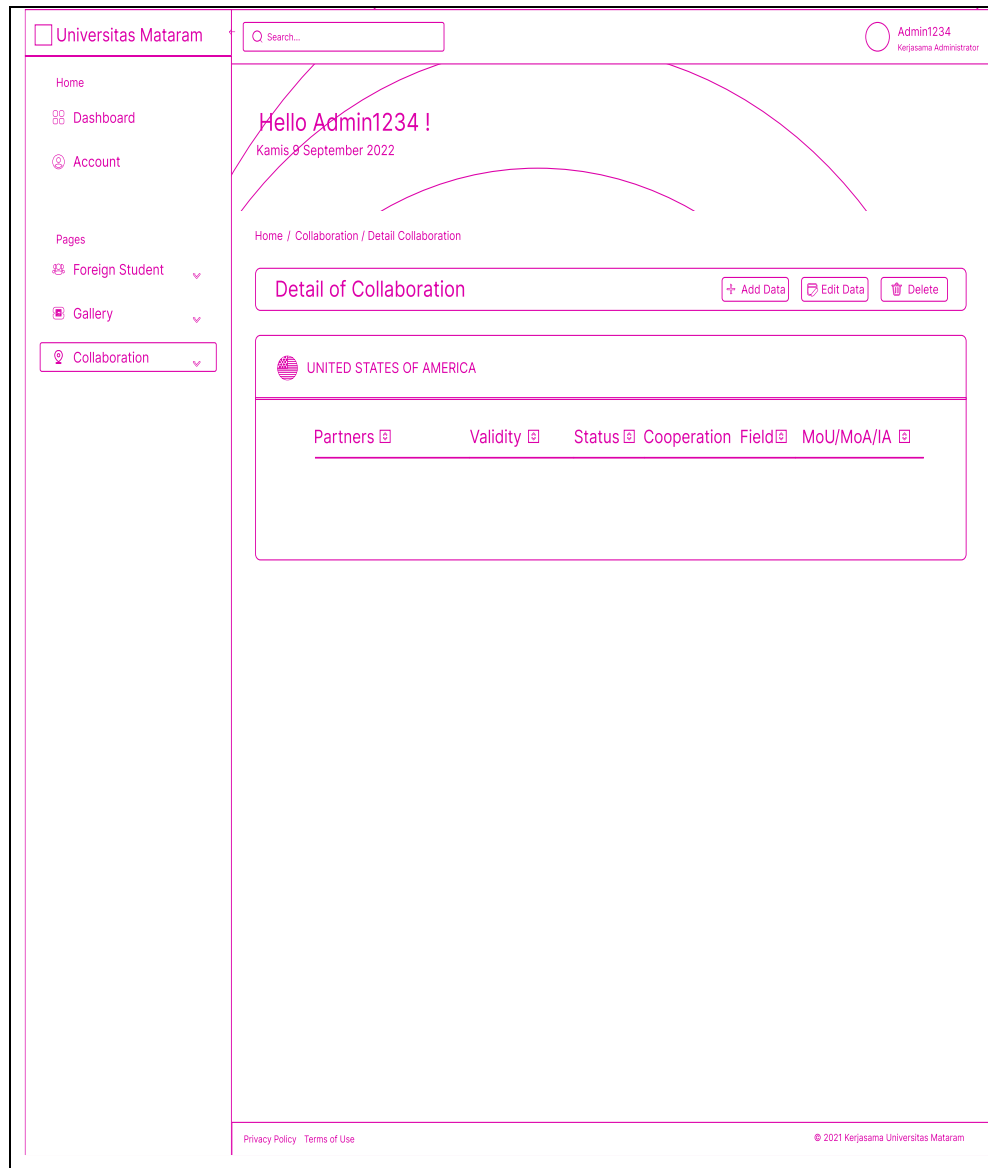 Universitas Mataram
Search...
Admin1234
Kerjasama Administrator
Home
Dashboard
Account
Pages
Foreign Student
Gallery
Collaboration
Hello Admin1234 !
Kamis 9 September 2022
Home / Collaboration / Detail Collaboration
Detail of Collaboration
Add Data
Edit Data
Delete
UNITED STATES OF AMERICA
Partners Validity Status Cooperation Field MoU/MoA/IA
Privacy Policy Terms of Use
© 2021 Kerjasama Universitas Mataram